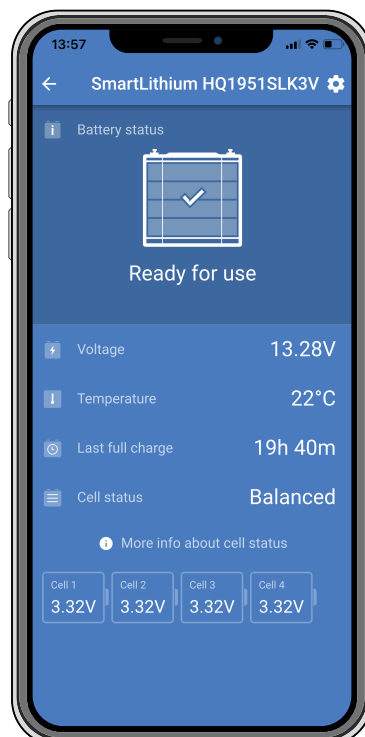 13:57
SmartLithium HQ1951SLK3V
Battery status
Ready for use
Voltage 13.28V
Temperature 22°C
Last full charge 19h 40m
Cell status Balanced
More info about cell status
Cell 1 Cell 2 Cell 3 Cell 4
3.32V 3.32V 3.32V 3.32V